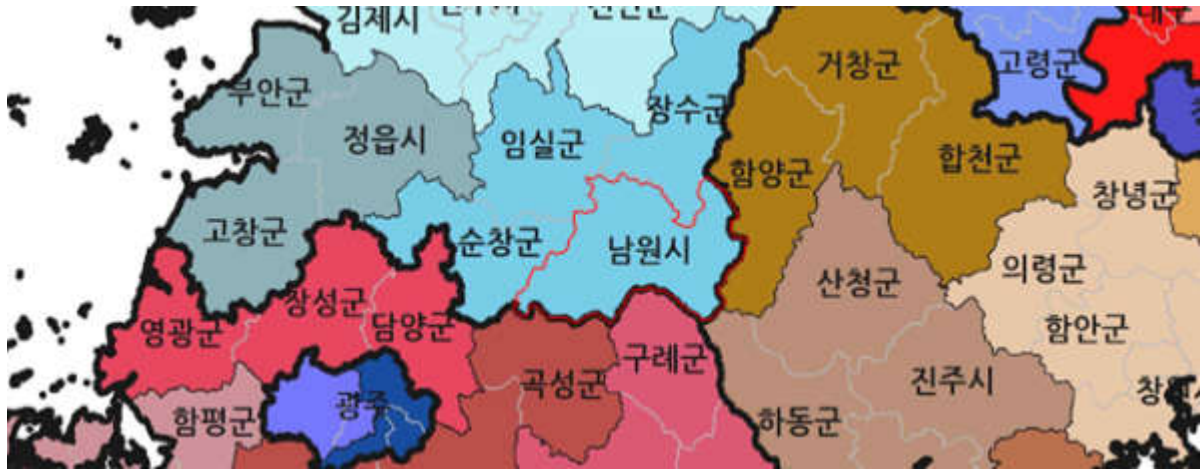 김제시
부안군
정읍시
고창군
임실군
장수군
순창군
남원시
거창군
함양군
합천군
고령군
대구
창녕군
의령군
함안군
산청군
진주시
하동군
영광군
장성군
담양군
함평군
광주
곡성군
구례군